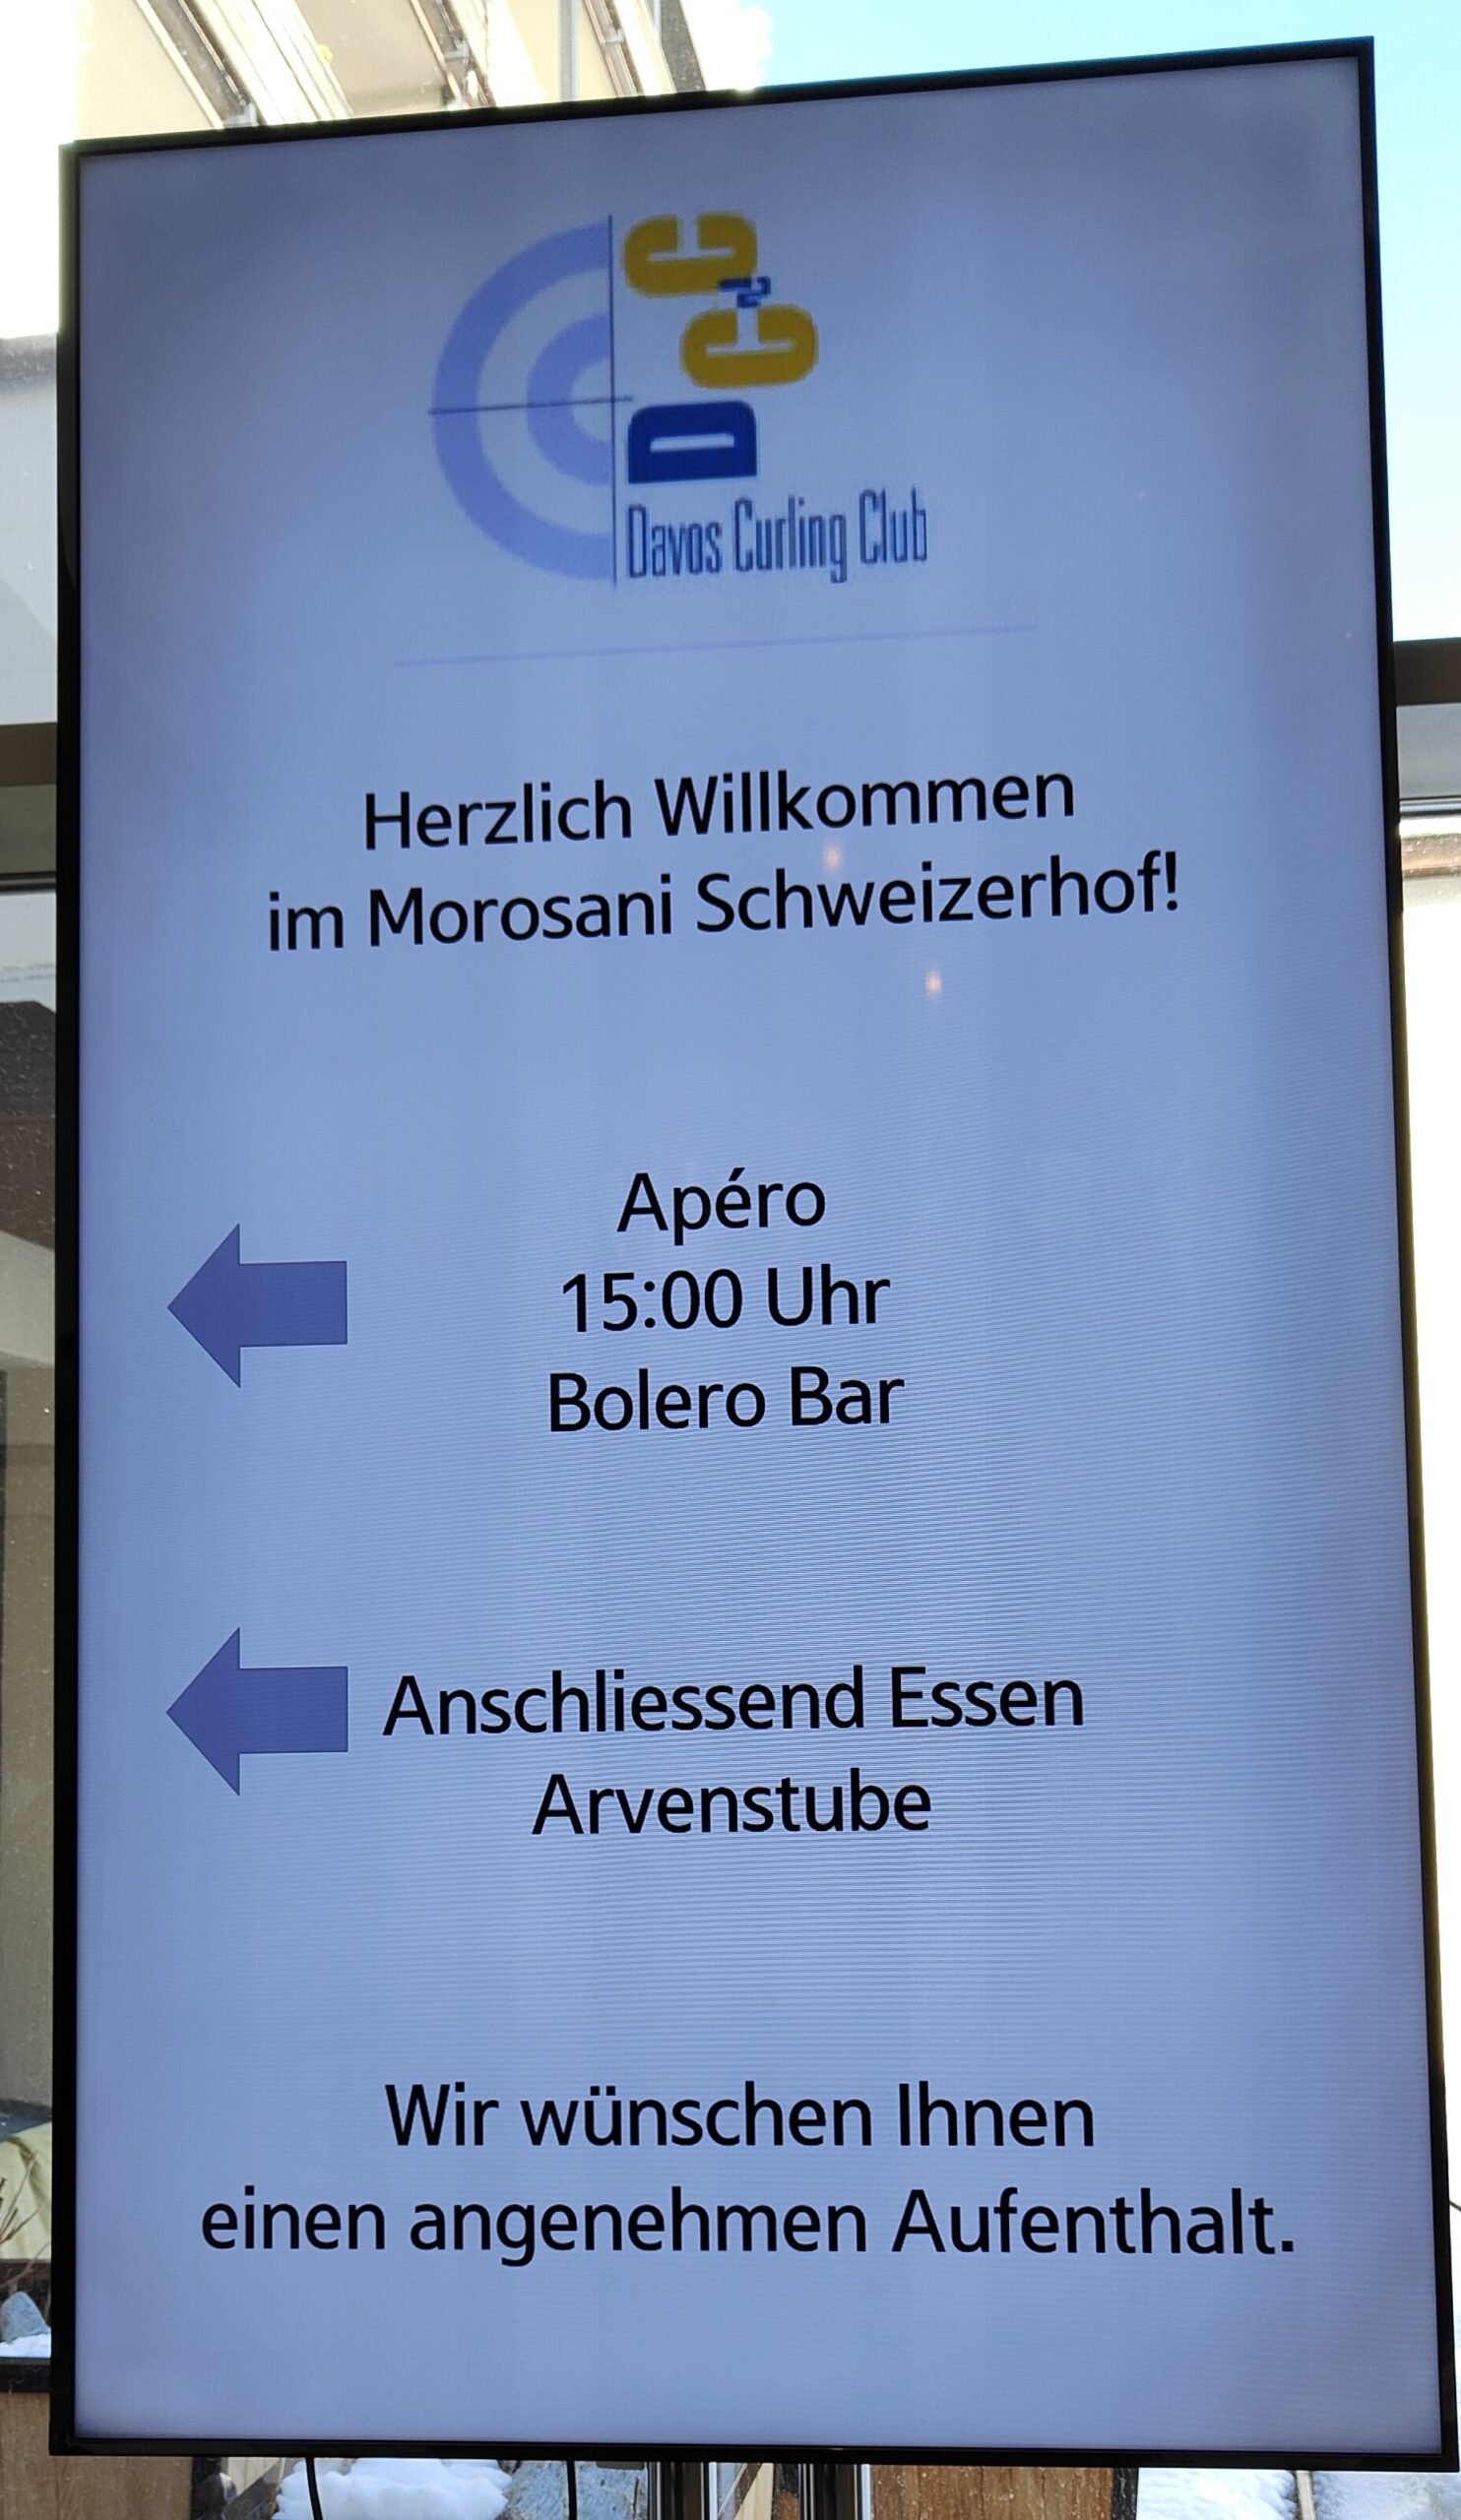 DCC
Davos Curling Club
Herzlich Willkommen
im Morosani Schweizerhof!
Apéro
15:00 Uhr
Bolero Bar
Anschliessend Essen
Arvenstube
Wir wünschen Ihnen
einen angenehmen Aufenthalt.